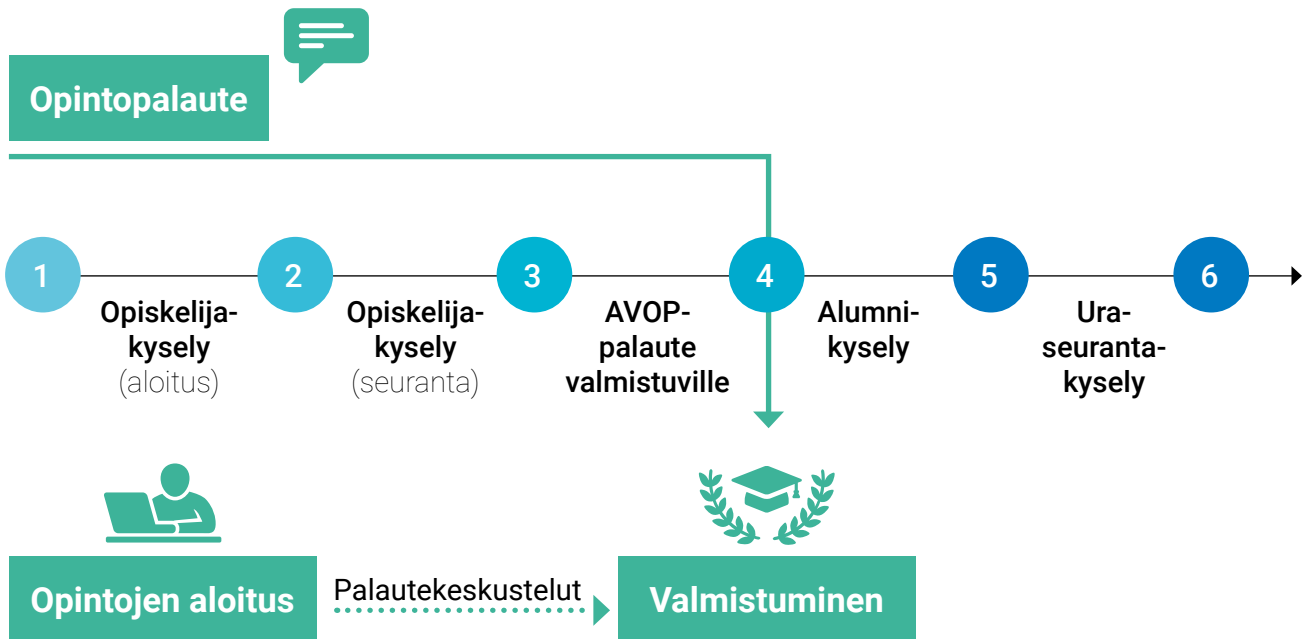 Opintopalaute
1
2
3
4
5
6
Opiskelija-
kysely
(aloitus)
Opiskelija-
kysely
(seuranta)
AVOP-
palaute
valmistuville
Alumni-
kysely
Ura-
seuranta-
kysely
Opintojen aloitus
Palautekeskustelut
Valmistuminen